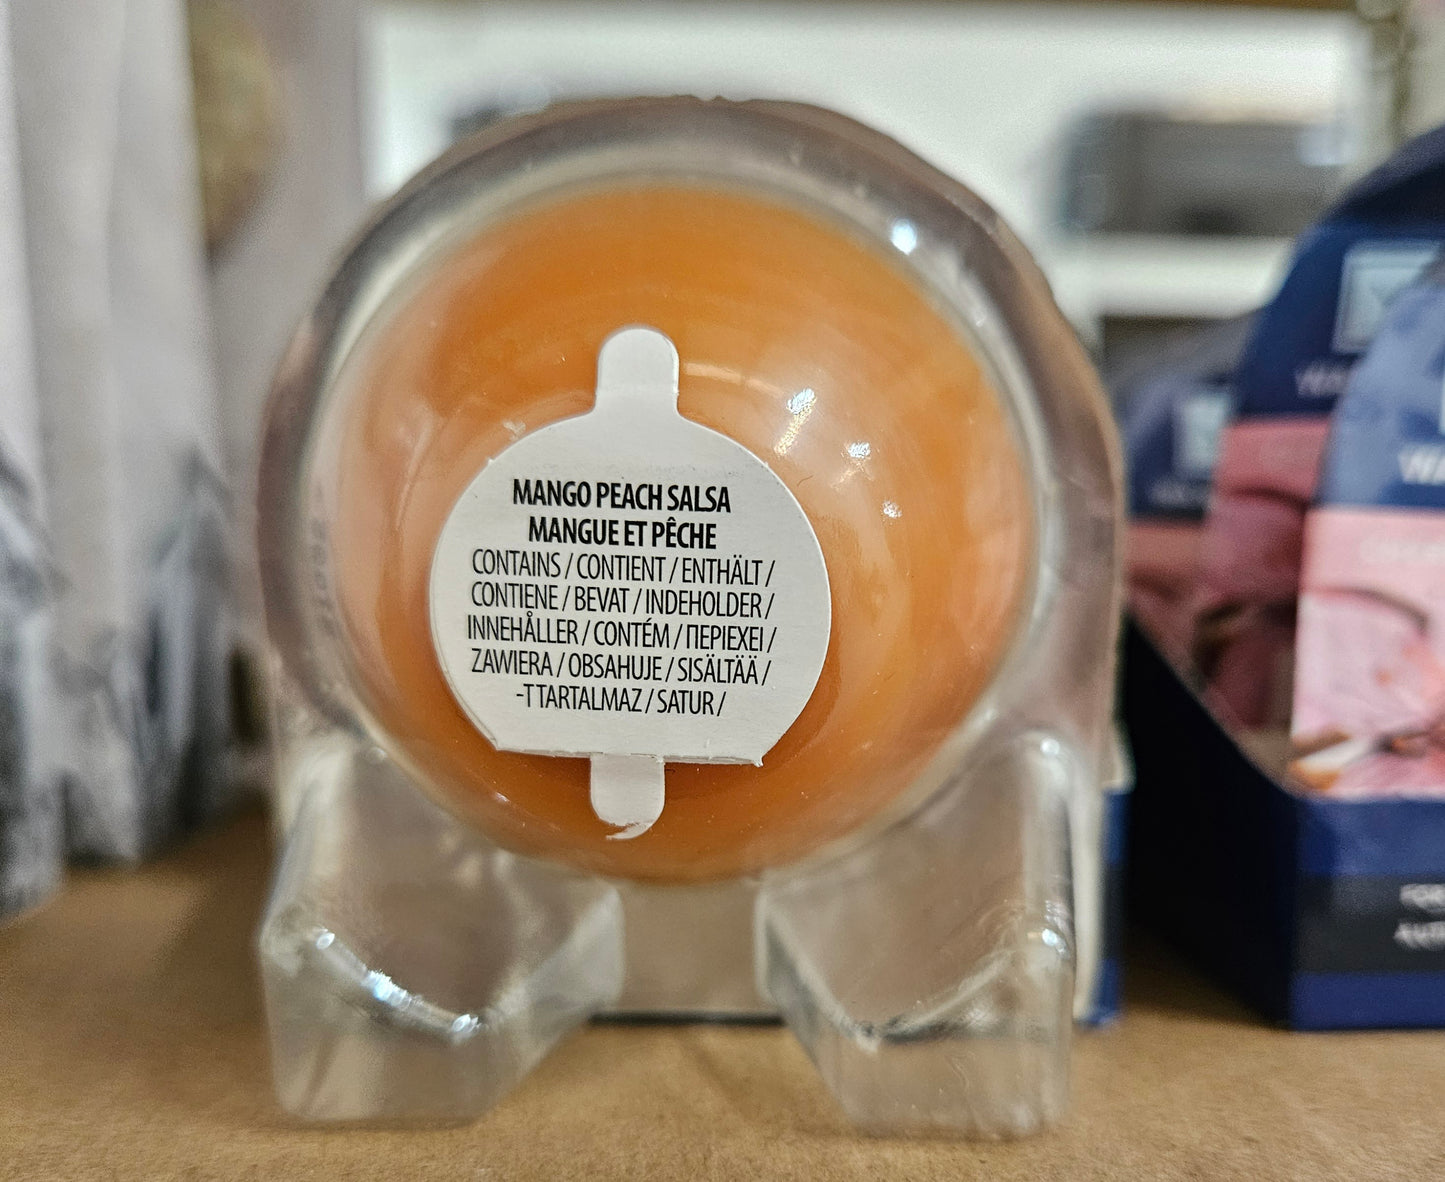 MANGO PEACH SALSA
MANGUE ET PÊCHE
CONTAINS / CONTIENT / ENTHÄLT /
CONTIENE / BEVAT / INDEHOLDER /
INNEHÅLLER / CONTÉM / ΠΕΡΙΕΧΕΙ /
ZAWIERA / OBSAHUJE / SISÄLTÄÄ /
-T TARTALMAZ / SATUR /